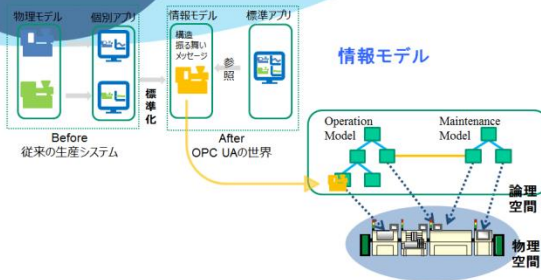 物理モデル
個別アプリ
情報モデル
標準アプリ
構造
振る舞い
メッセージ
参照
標準化
Before
従来の生産システム
After
OPC UAの世界
情報モデル
Operation
Model
Maintenance
Model
論理
空間
物理
空間